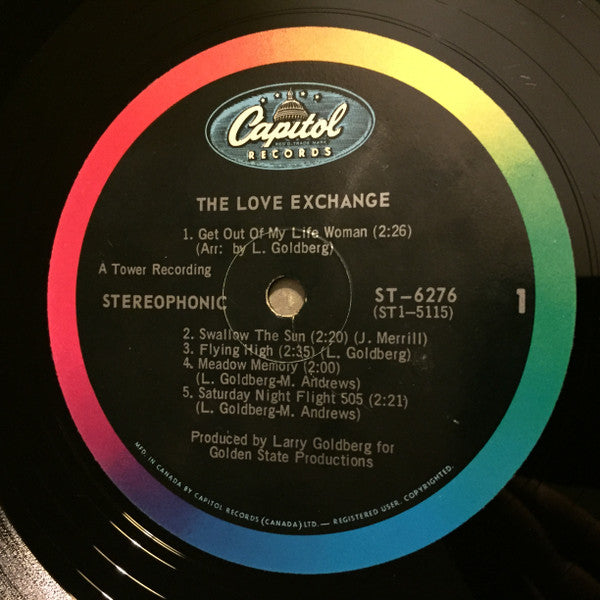 Capitol
REG'D. TRADE MARK
RECORDS
THE LOVE EXCHANGE
1. Get Out Of My Life Woman (2:26)
(Arr: by L. Goldberg)
A Tower Recording
STEREOPHONIC
ST-6276
(ST1-5115)
1
2. Swallow The Sun (2:20) (J. Merrill)
3. Flying High (2:35) (L. Goldberg)
4. Meadow Memory (2:00)
(L. Goldberg-M. Andrews)
5. Saturday Night Flight 505 (2:21)
(L. Goldberg-M. Andrews)
Produced by Larry Goldberg for
Golden State Productions
MFD. IN CANADA BY CAPITOL RECORDS (CANADA) LTD. — REGISTERED USER. COPYRIGHTED.